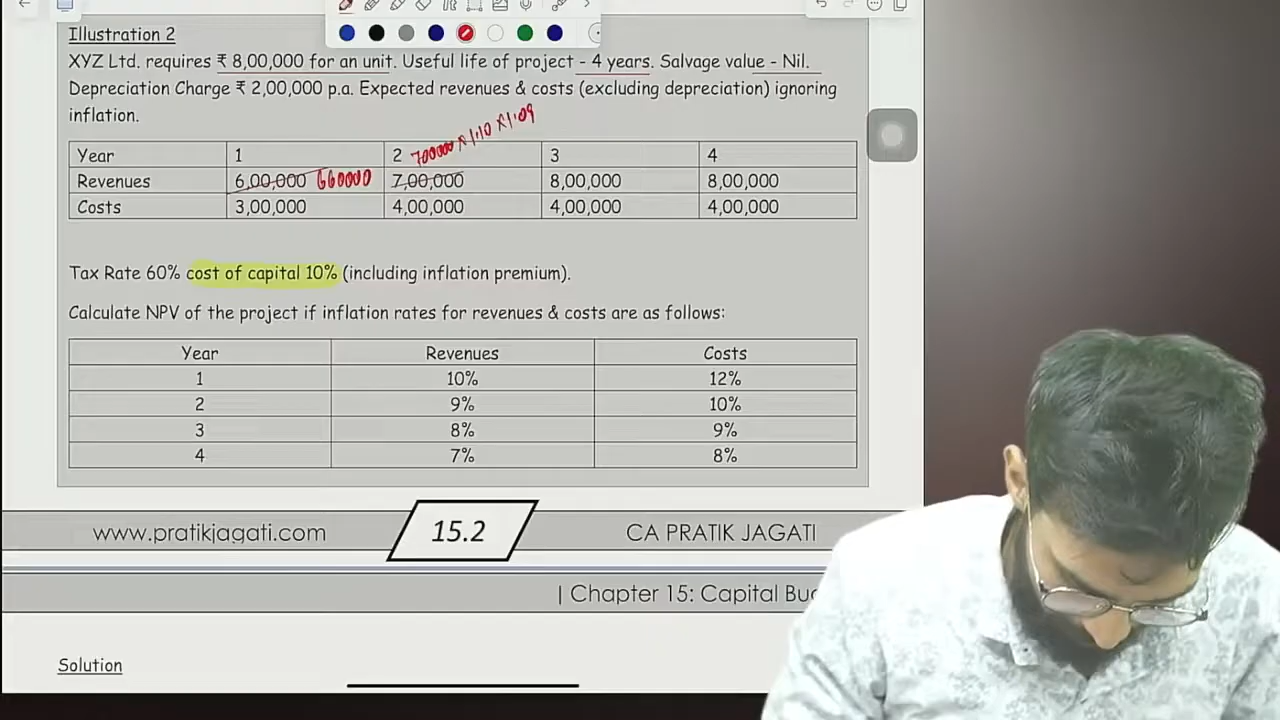 Illustration 2
XYZ Ltd. requires ₹ 8,00,000 for an unit. Useful life of project - 4 years. Salvage value - Nil.
Depreciation Charge ₹ 2,00,000 p.a. Expected revenues & costs (excluding depreciation) ignoring
inflation.
700000 x 1.10 x 1.09
Year 1 2 3 4
Revenues 6,00,000 660000 7,00,000 8,00,000 8,00,000
Costs 3,00,000 4,00,000 4,00,000 4,00,000
Tax Rate 60% cost of capital 10% (including inflation premium).
Calculate NPV of the project if inflation rates for revenues & costs are as follows:
Year Revenues Costs
1 10% 12%
2 9% 10%
3 8% 9%
4 7% 8%
www.pratikjagati.com 15.2 CA PRATIK JAGATI
| Chapter 15: Capital Bu
Solution